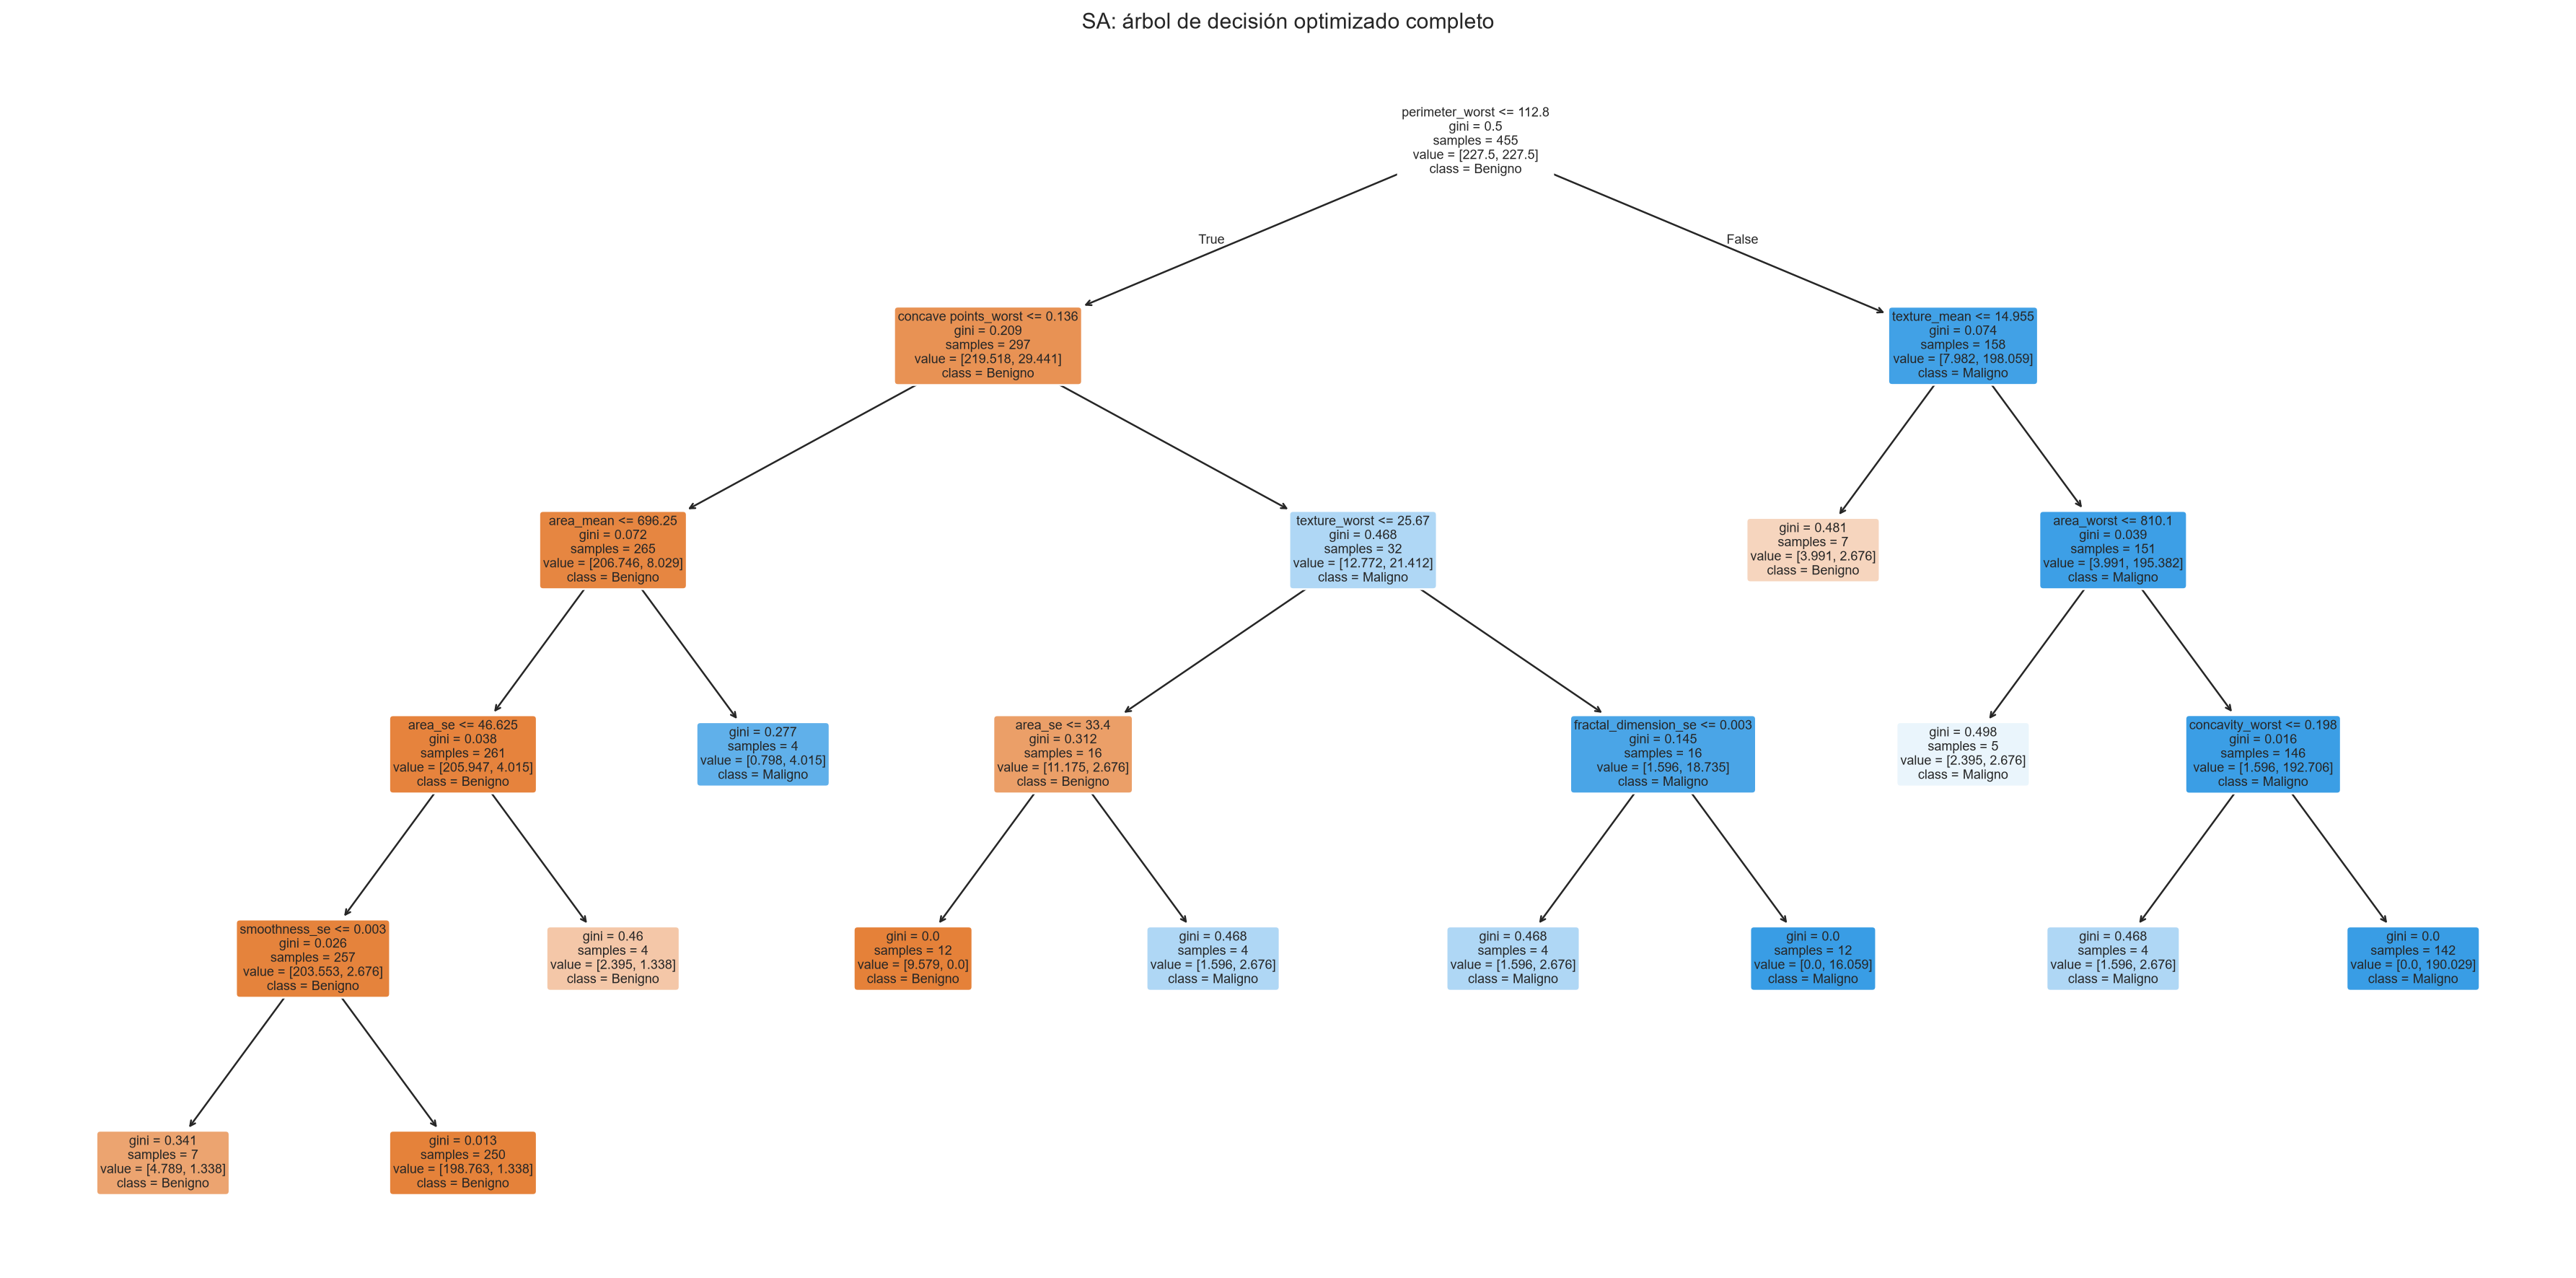 SA: árbol de decisión optimizado completo
perimeter_worst <= 112.8
gini = 0.5
samples = 455
value = [227.5, 227.5]
class = Benigno
True
False
concave points_worst <= 0.136
gini = 0.209
samples = 297
value = [219.518, 29.441]
class = Benigno
texture_mean <= 14.955
gini = 0.074
samples = 158
value = [7.982, 198.059]
class = Maligno
area_mean <= 696.25
gini = 0.072
samples = 265
value = [206.746, 8.029]
class = Benigno
texture_worst <= 25.67
gini = 0.468
samples = 32
value = [12.772, 21.412]
class = Maligno
gini = 0.481
samples = 7
value = [3.991, 2.676]
class = Benigno
area_worst <= 810.1
gini = 0.039
samples = 151
value = [3.991, 195.382]
class = Maligno
area_se <= 46.625
gini = 0.038
samples = 261
value = [205.947, 4.015]
class = Benigno
gini = 0.277
samples = 4
value = [0.798, 4.015]
class = Maligno
area_se <= 33.4
gini = 0.312
samples = 16
value = [11.175, 2.676]
class = Benigno
fractal_dimension_se <= 0.003
gini = 0.145
samples = 16
value = [1.596, 18.735]
class = Maligno
gini = 0.498
samples = 5
value = [2.395, 2.676]
class = Maligno
concavity_worst <= 0.198
gini = 0.016
samples = 146
value = [1.596, 192.706]
class = Maligno
smoothness_se <= 0.003
gini = 0.026
samples = 257
value = [203.553, 2.676]
class = Benigno
gini = 0.46
samples = 4
value = [2.395, 1.338]
class = Benigno
gini = 0.0
samples = 12
value = [9.579, 0.0]
class = Benigno
gini = 0.468
samples = 4
value = [1.596, 2.676]
class = Maligno
gini = 0.468
samples = 4
value = [1.596, 2.676]
class = Maligno
gini = 0.0
samples = 12
value = [0.0, 16.059]
class = Maligno
gini = 0.468
samples = 4
value = [1.596, 2.676]
class = Maligno
gini = 0.0
samples = 142
value = [0.0, 190.029]
class = Maligno
gini = 0.341
samples = 7
value = [4.789, 1.338]
class = Benigno
gini = 0.013
samples = 250
value = [198.763, 1.338]
class = Benigno